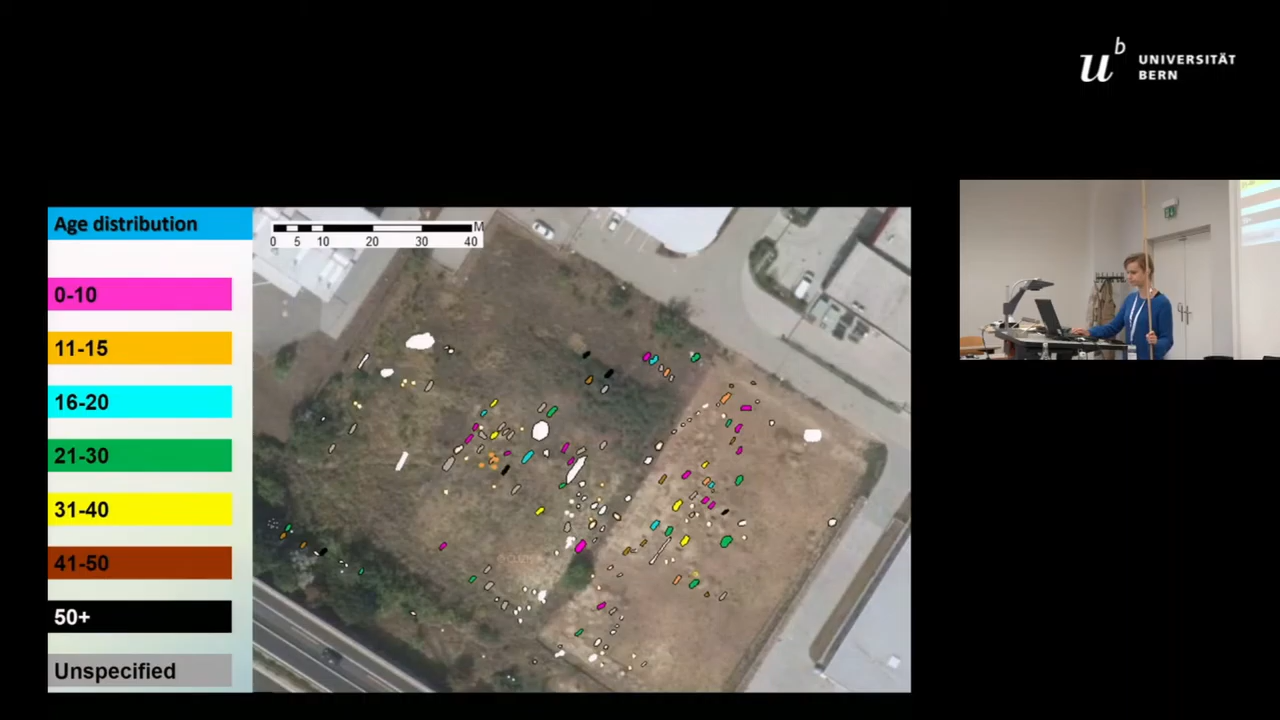 u^b
UNIVERSITÄT
BERN
Age distribution
M
0 5 10 20 30 40
0-10
11-15
16-20
21-30
31-40
41-50
50+
Unspecified